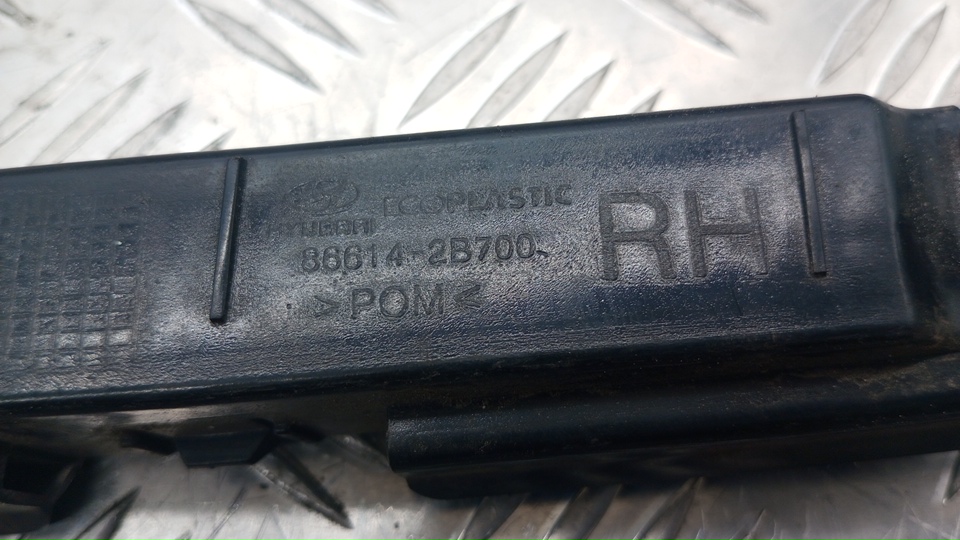 HYUNDAI ECOPLASTIC
86614-2B700
>POM<
RH